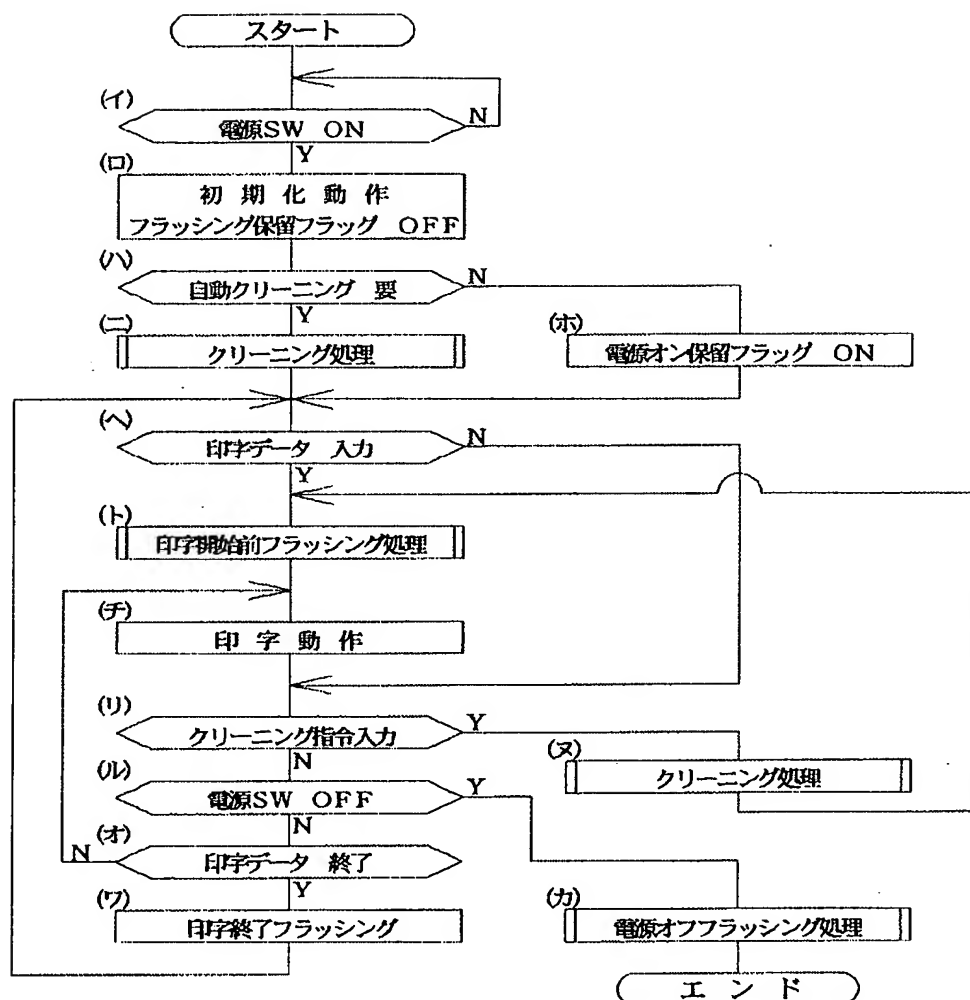 スタート
(イ)
電源SW ON
N
Y
(ロ)
初期化動作
フラッシング保留フラッグ OFF
(ハ)
自動クリーニング 要
N
Y
(ニ)
クリーニング処理
(ホ)
電源オン保留フラッグ ON
(ヘ)
印字データ 入力
N
Y
(ト)
印字開始前フラッシング処理
(チ)
印字動作
(リ)
クリーニング指令入力
Y
N
(ヌ)
クリーニング処理
(ル)
電源SW OFF
Y
N
(オ)
N
印字データ 終了
Y
(ワ)
印字終了フラッシング
(カ)
電源オフフラッシング処理
エンド